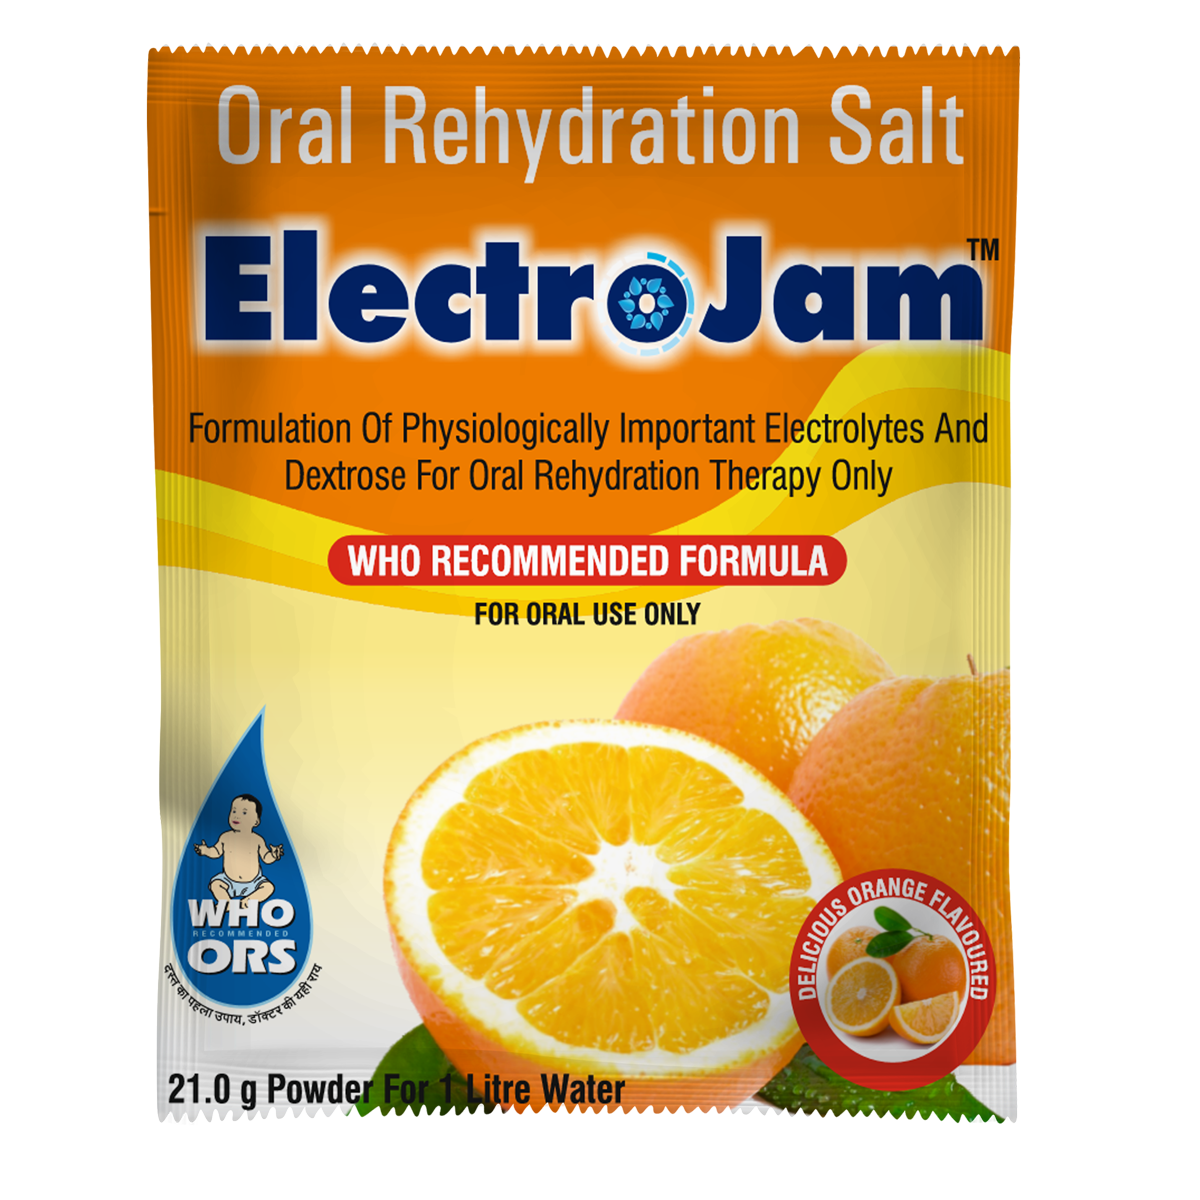 Oral Rehydration Salt
ElectroJam™
Formulation Of Physiologically Important Electrolytes And
Dextrose For Oral Rehydration Therapy Only
WHO RECOMMENDED FORMULA
FOR ORAL USE ONLY
WHO
RECOMMENDED
ORS
दस्त का पहला उपाय, डॉक्टर की यही राय
DELICIOUS ORANGE FLAVOURED
21.0 g Powder For 1 Litre Water